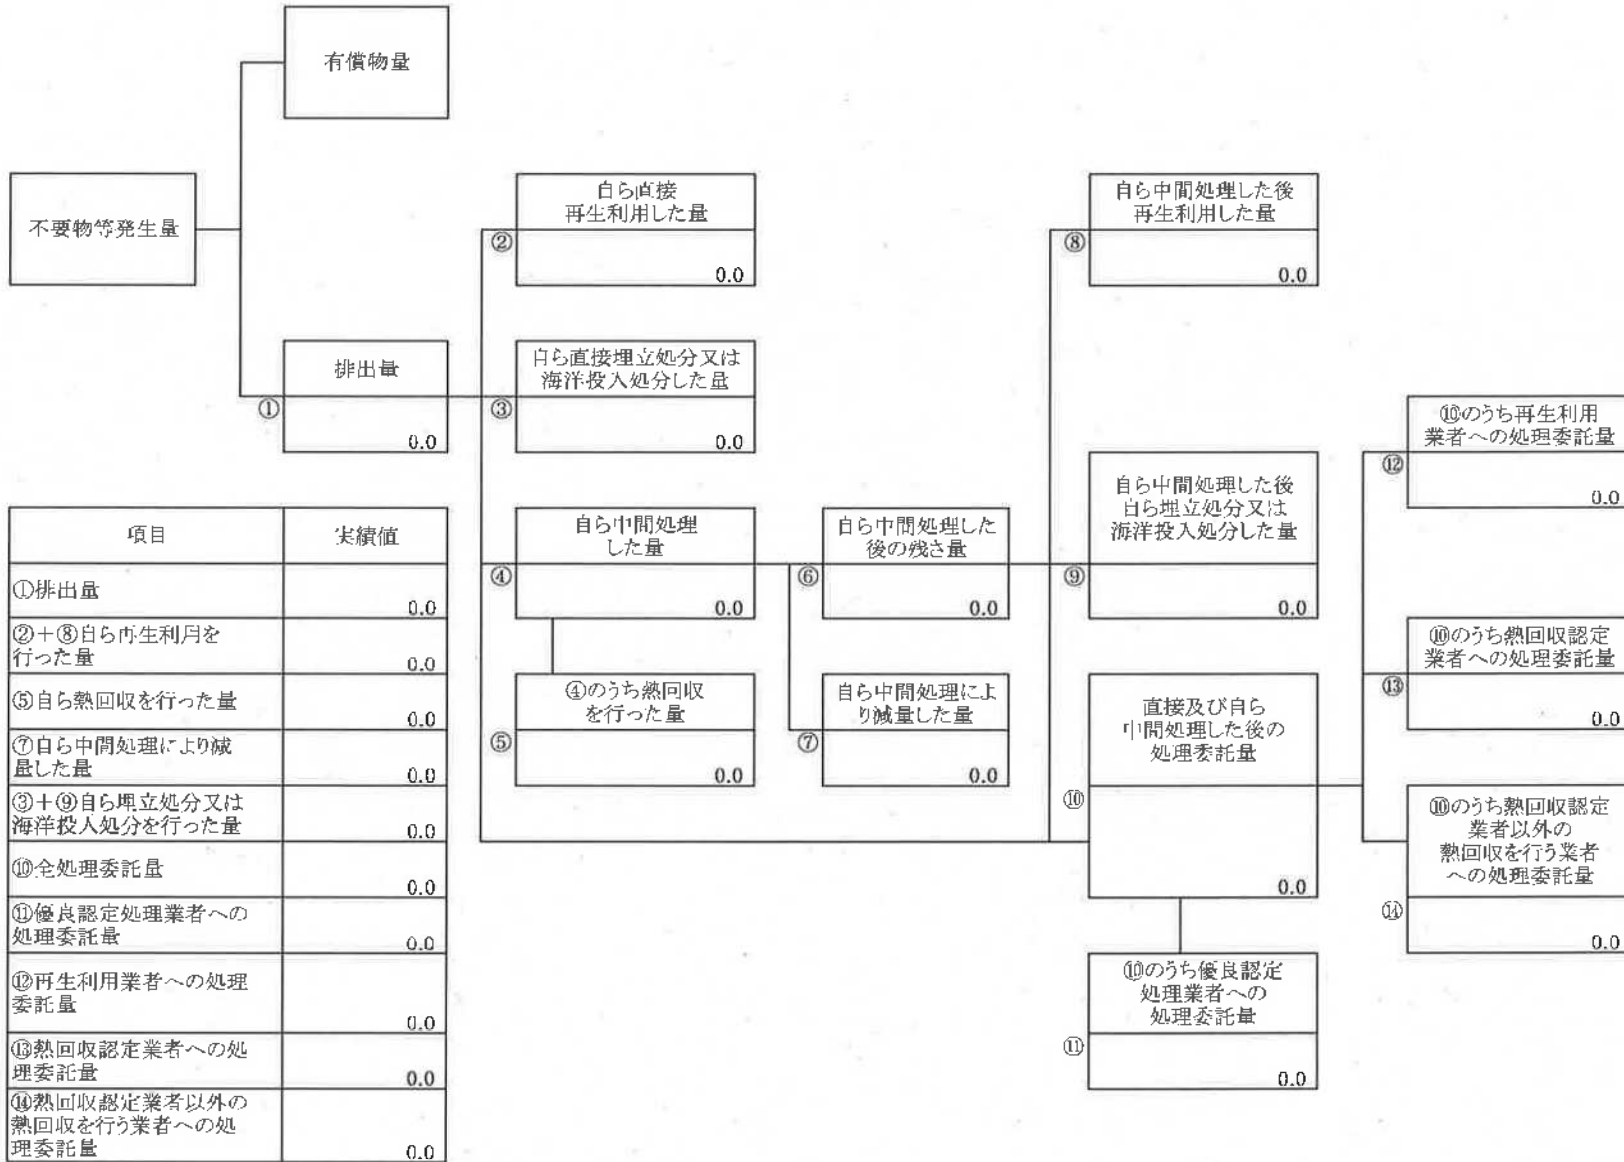 有償物量
不要物等発生量
①
排出量
0.0
②
自ら直接
再生利用した量
0.0
③
自ら直接埋立処分又は
海洋投入処分した量
0.0
④
自ら中間処理
した量
0.0
⑤
④のうち熱回収
を行った量
0.0
⑥
自ら中間処理した
後の残さ量
0.0
⑦
自ら中間処理によ
り減量した量
0.0
⑧
自ら中間処理した後
再生利用した量
0.0
⑨
自ら中間処理した後
自ら埋立処分又は
海洋投入処分した量
0.0
⑩
直接及び自ら
中間処理した後の
処理委託量
0.0
⑪
⑩のうち優良認定
処理業者への
処理委託量
0.0
⑫
⑩のうち再生利用
業者への処理委託量
0.0
⑬
⑩のうち熱回収認定
業者への処理委託量
0.0
⑭
⑩のうち熱回収認定
業者以外の
熱回収を行う業者
への処理委託量
0.0
項目 実績値
①排出量
0.0
②+⑧自ら再生利用を
行った量
0.0
⑤自ら熱回収を行った量
0.0
⑦自ら中間処理により減
量した量
0.0
③+⑨自ら埋立処分又は
海洋投入処分を行った量
0.0
⑩全処理委託量
0.0
⑪優良認定処理業者への
処理委託量
0.0
⑫再生利用業者への処理
委託量
0.0
⑬熱回収認定業者への処
理委託量
0.0
⑭熱回収認定業者以外の
熱回収を行う業者への処
理委託量
0.0